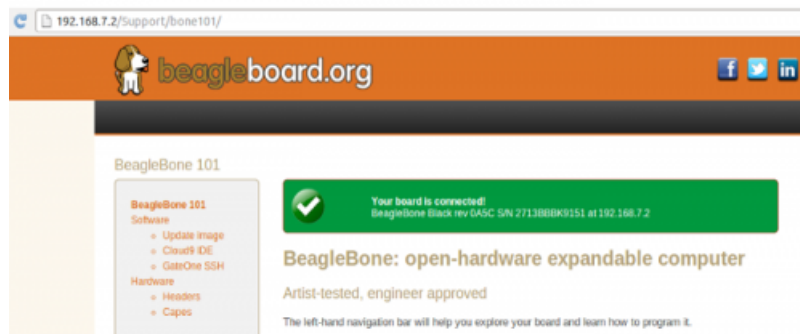 192.168.7.2/Support/bone101/
beagleboard.org
BeagleBone 101
BeagleBone 101
Software
Update image
Cloud9 IDE
GateOne SSH
Hardware
Headers
Capes
Your board is connected!
BeagleBone Black rev 0A5C S/N 2713BBBK9151 at 192.168.7.2
BeagleBone: open-hardware expandable computer
Artist-tested, engineer approved
The left-hand navigation bar will help you explore your board and learn how to program it.